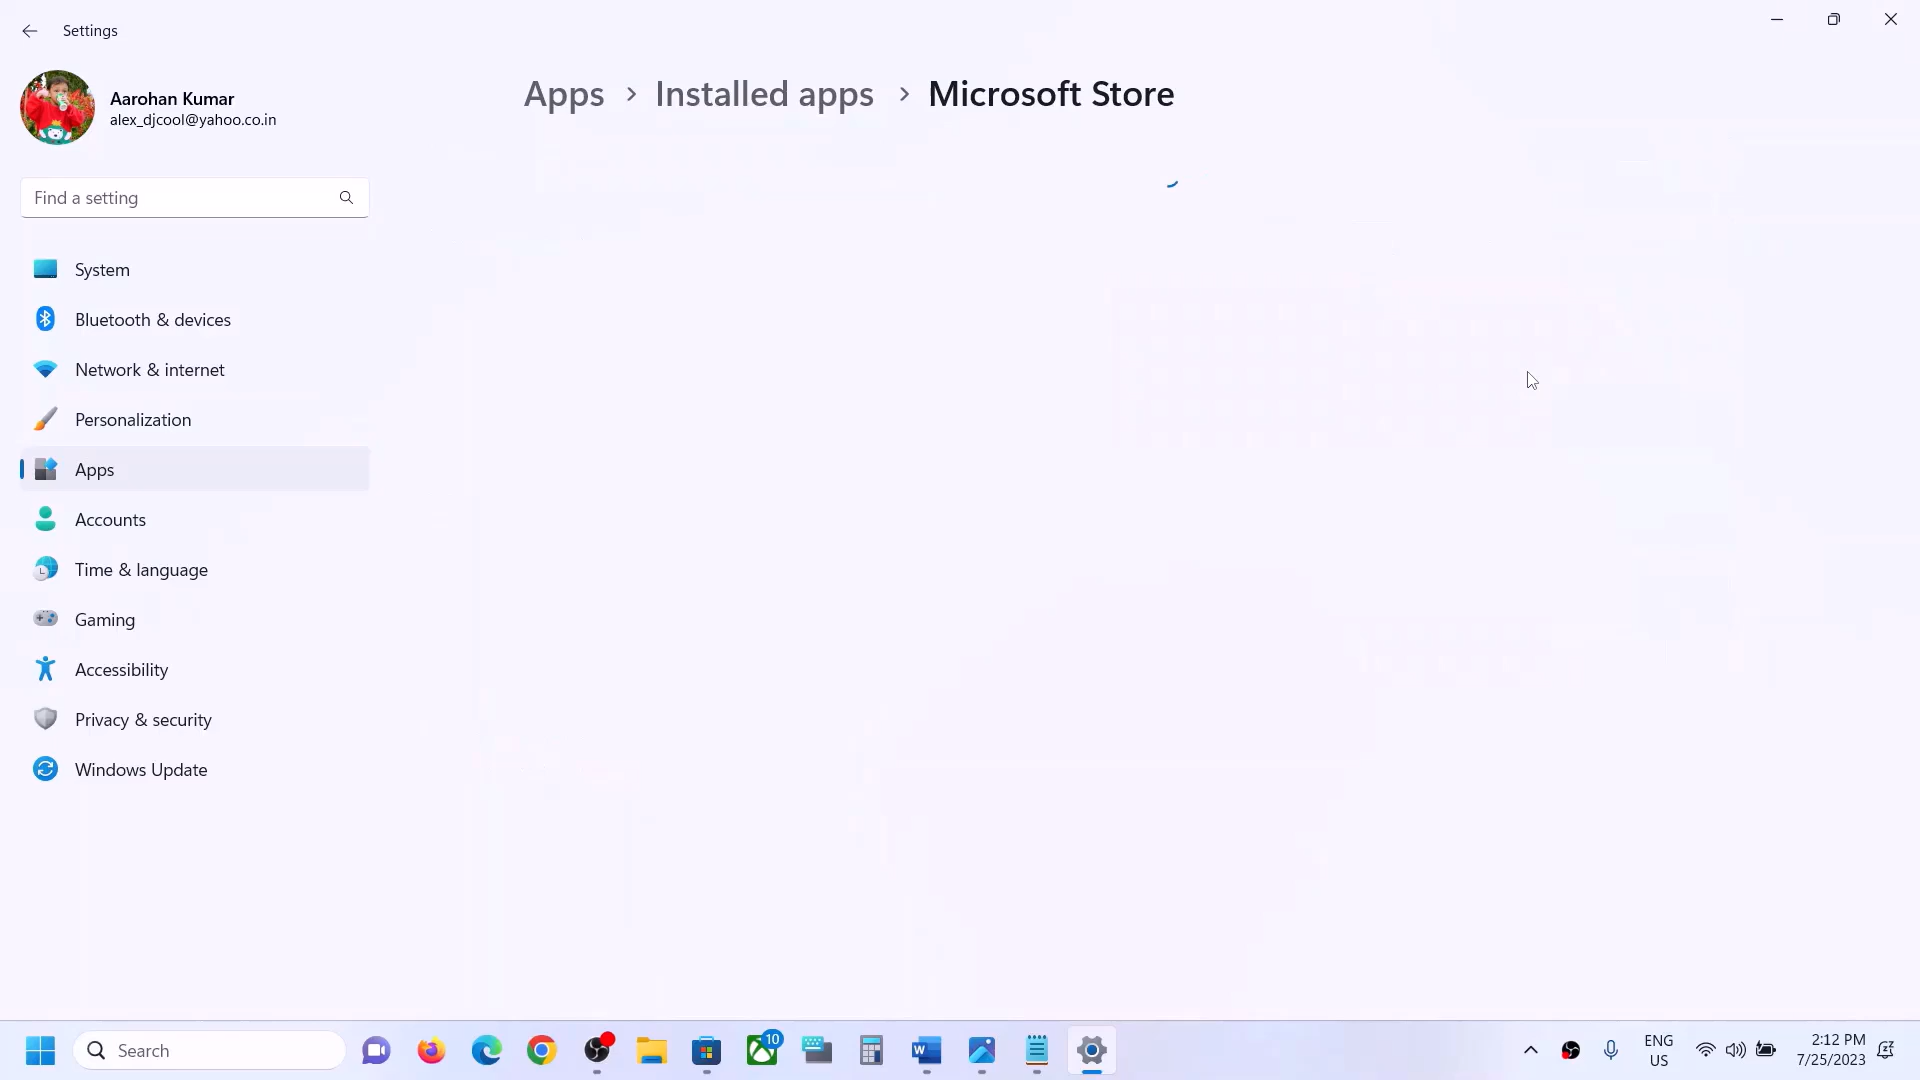 Settings
Aarohan Kumar
alex_djcool@yahoo.co.in
Apps > Installed apps > Microsoft Store
Find a setting
System
Bluetooth & devices
Network & internet
Personalization
Apps
Accounts
Time & language
Gaming
Accessibility
Privacy & security
Windows Update
Search
10
ENG
US
2:12 PM
7/25/2023